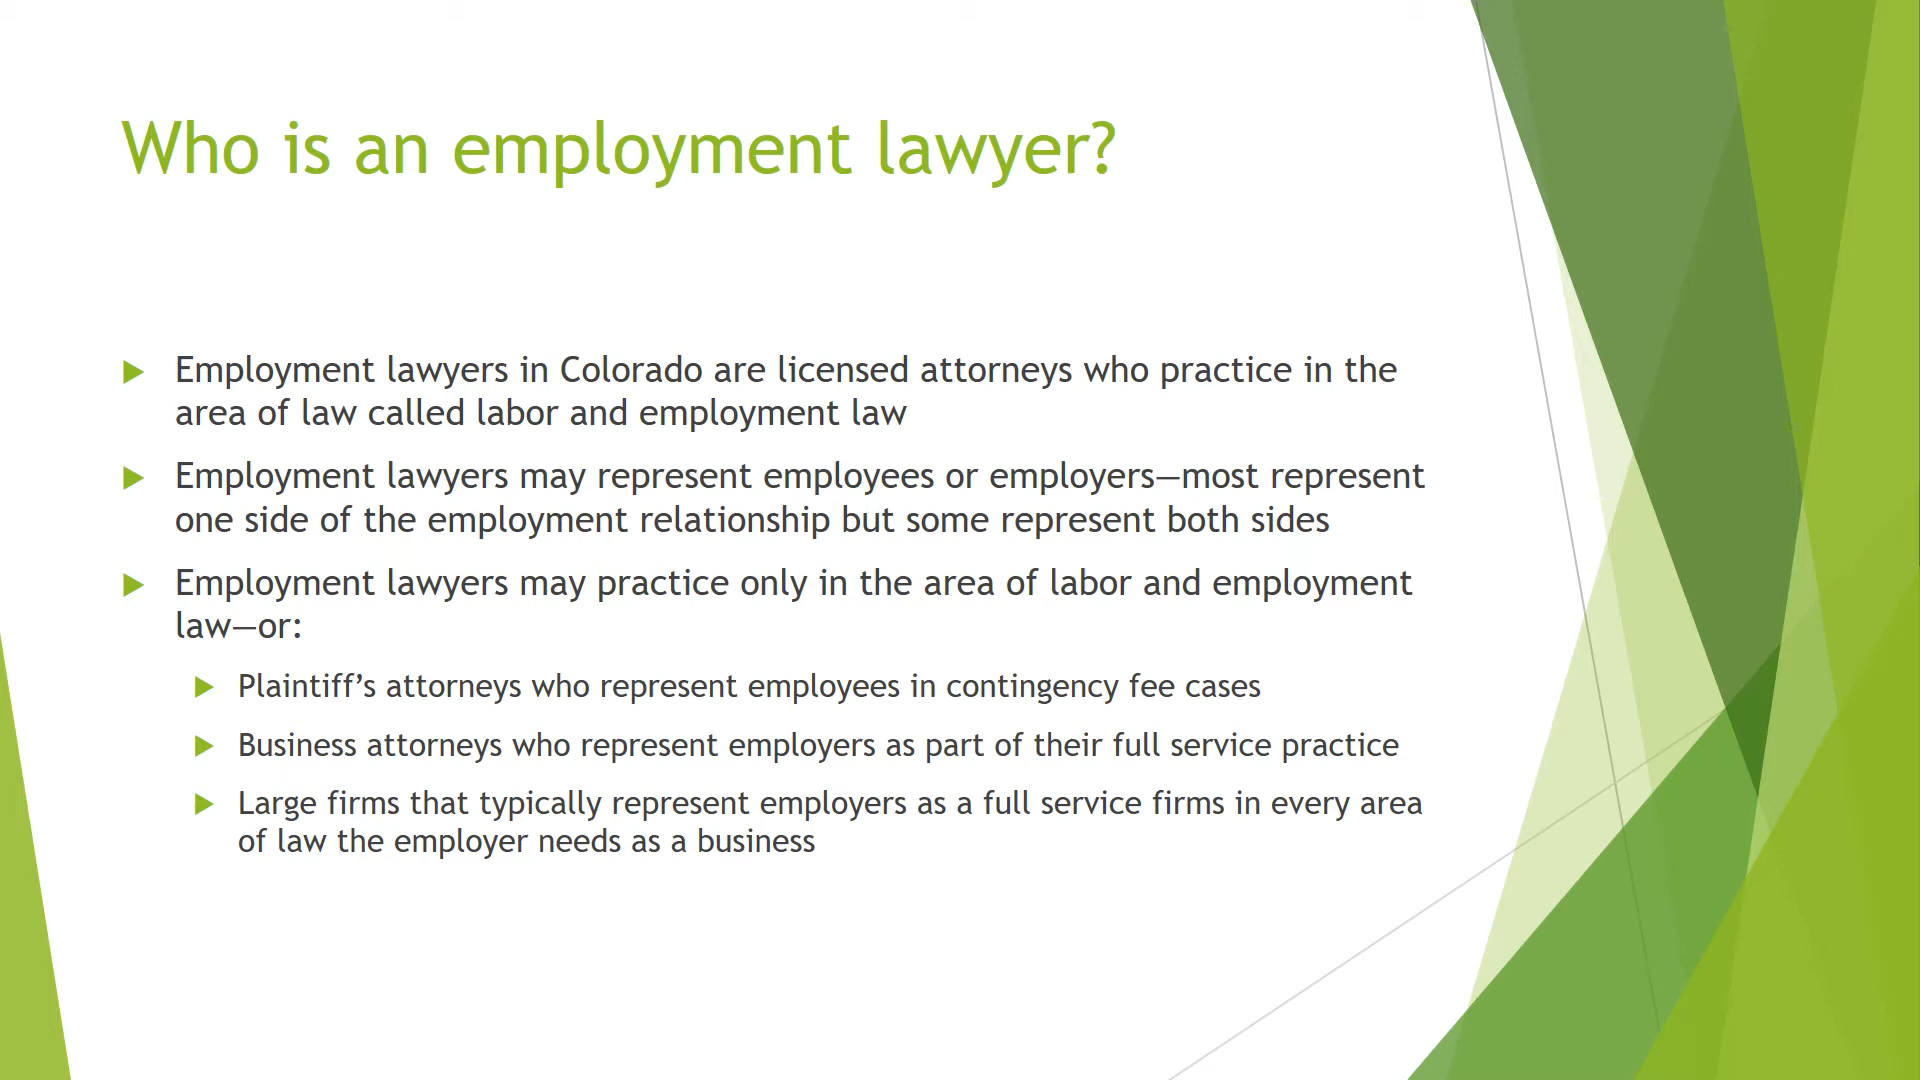 Who is an employment lawyer?
Employment lawyers in Colorado are licensed attorneys who practice in the
area of law called labor and employment law
Employment lawyers may represent employees or employers—most represent
one side of the employment relationship but some represent both sides
Employment lawyers may practice only in the area of labor and employment
law—or:
Plaintiff’s attorneys who represent employees in contingency fee cases
Business attorneys who represent employers as part of their full service practice
Large firms that typically represent employers as a full service firms in every area
of law the employer needs as a business